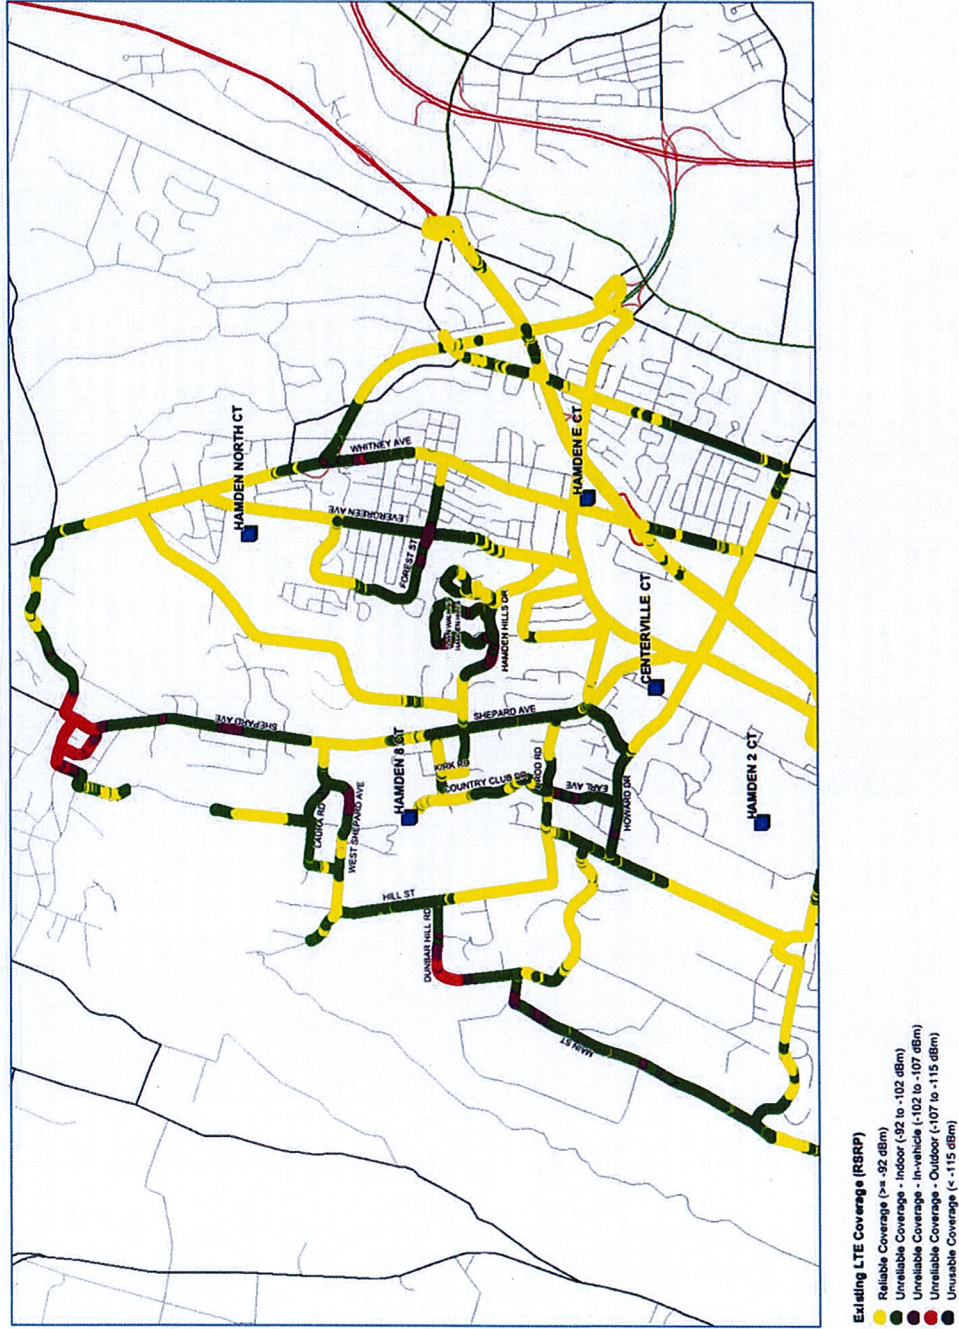 HAMDEN NORTH CT
WHITNEY AVE
EVERGREEN AVE
FOREST ST
HAMDEN E CT
HAMDEN HILLS DR
CENTERVILLE CT
SHEPARD AVE
SHEPARD AVE
KIRK RD
COUNTRY CLUB DR
EARL AVE
HOWARD DR
HAMDEN 8 CT
HAMDEN 2 CT
LAURA RD
WEST SHEPARD AVE
HILL ST
DUNBAR HILL RD
MAIN ST
Existing LTE Coverage (RSRP)
Reliable Coverage (>= -92 dBm)
Unreliable Coverage - Indoor (-92 to -102 dBm)
Unreliable Coverage - In-vehicle (-102 to -107 dBm)
Unreliable Coverage - Outdoor (-107 to -115 dBm)
Unusable Coverage (< -115 dBm)